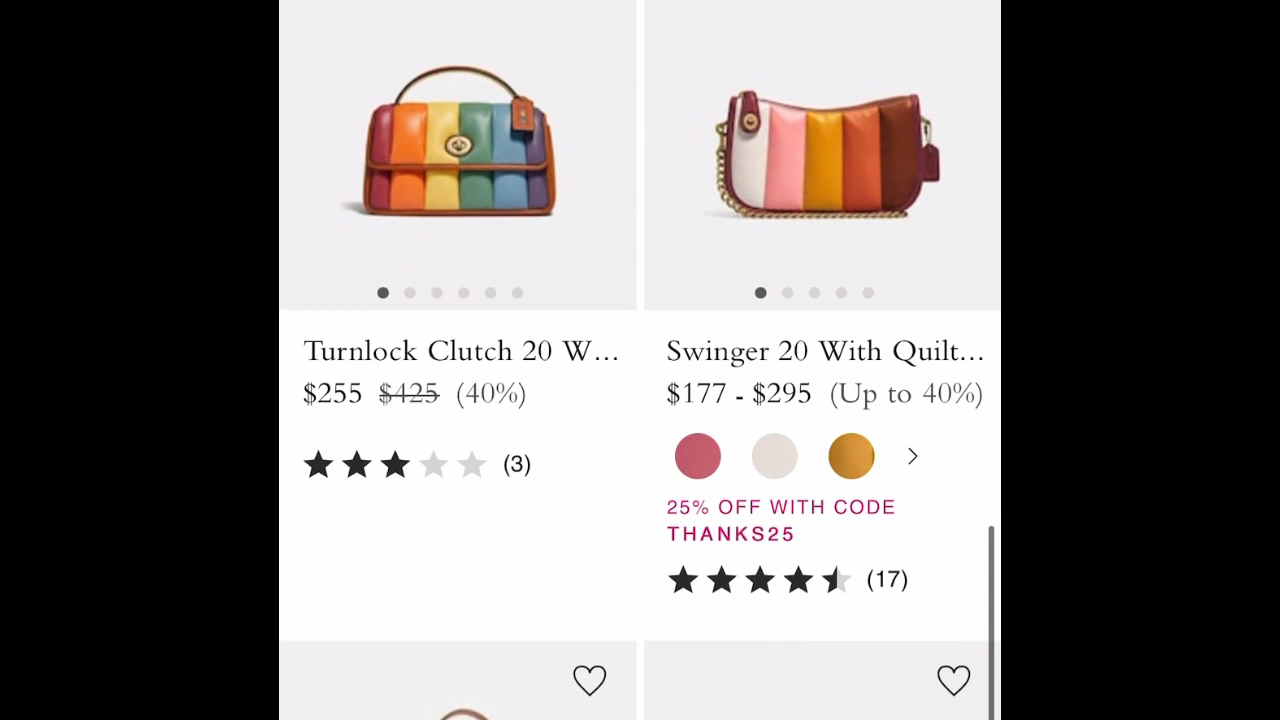 Turnlock Clutch 20 W...
$255 $425 (40%)
(3)
Swinger 20 With Quilt...
$177 - $295 (Up to 40%)
25% OFF WITH CODE
THANKS25
(17)